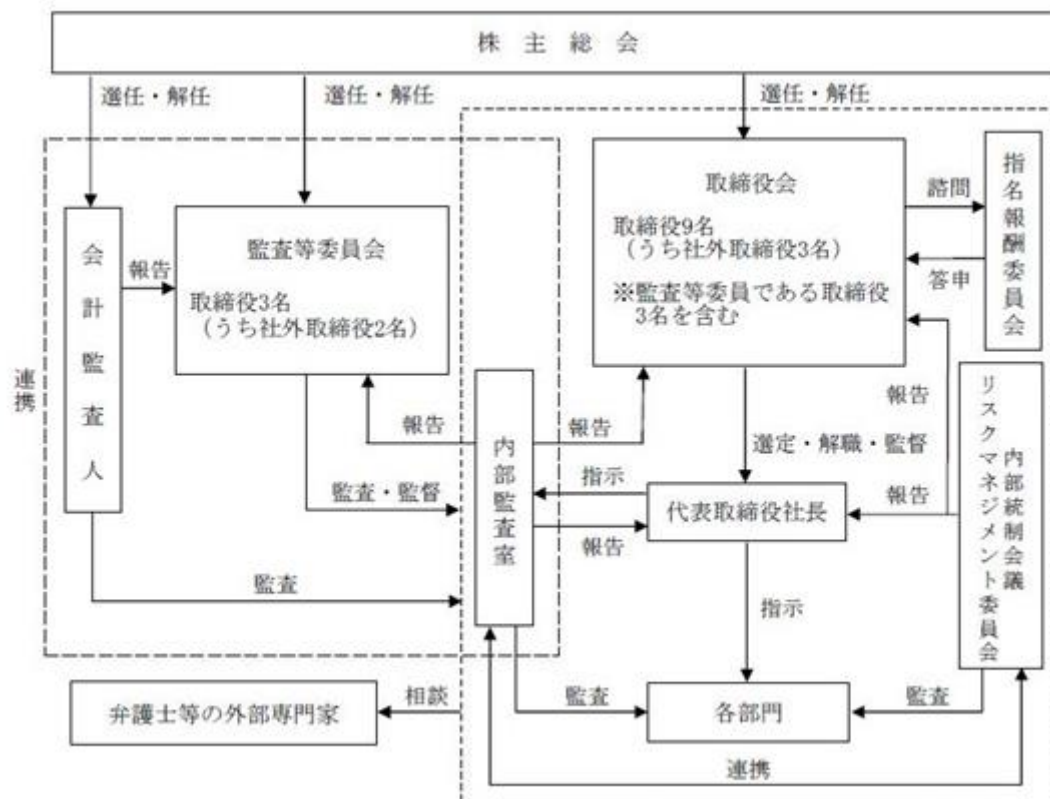 株主総会
選任・解任
選任・解任
選任・解任
取締役会
取締役9名
(うち社外取締役3名)
※監査等委員である取締役
3名を含む
諮問
答申
指名報酬委員会
会計監査人
報告
監査等委員会
取締役3名
(うち社外取締役2名)
連携
報告
内部監査室
報告
報告
選定・解職・監督
指示
代表取締役社長
報告
内部統制会議
リスクマネジメント委員会
監査・監督
報告
監査
指示
弁護士等の外部専門家
相談
監査
各部門
監査
連携